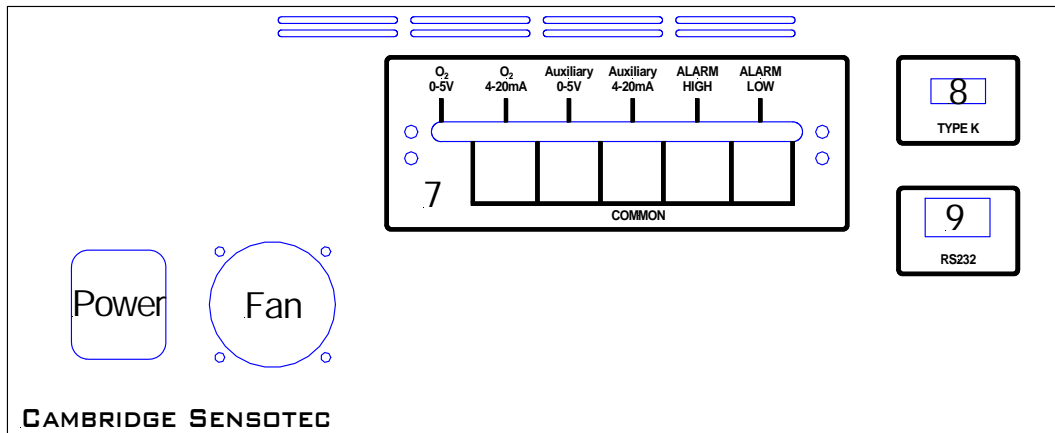 O₂ 0-5V
O₂ 4-20mA
Auxiliary 0-5V
Auxiliary 4-20mA
ALARM HIGH
ALARM LOW
7
COMMON
8
TYPE K
9
RS232
Power
Fan
CAMBRIDGE SENSOTEC